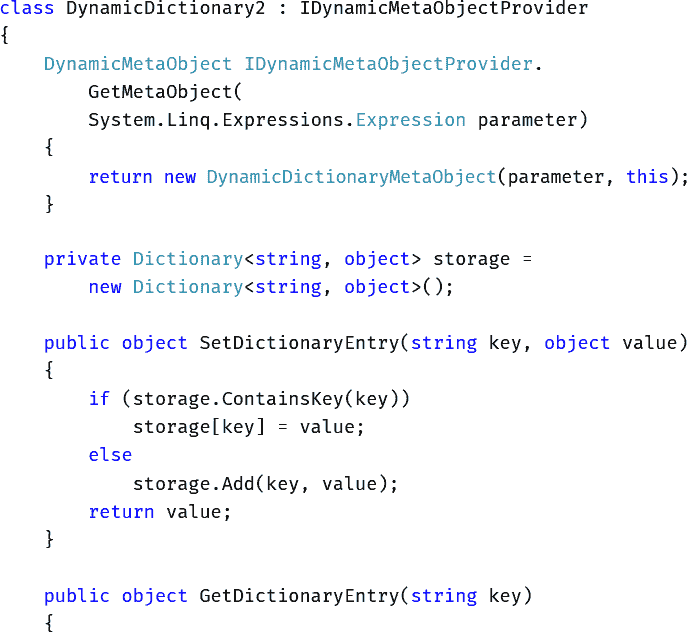 class DynamicDictionary2 : IDynamicMetaObjectProvider
{
    DynamicMetaObject IDynamicMetaObjectProvider.
        GetMetaObject(
        System.Linq.Expressions.Expression parameter)
    {
        return new DynamicDictionaryMetaObject(parameter, this);
    }

    private Dictionary<string, object> storage =
        new Dictionary<string, object>();

    public object SetDictionaryEntry(string key, object value)
    {
        if (storage.ContainsKey(key))
            storage[key] = value;
        else
            storage.Add(key, value);
        return value;
    }

    public object GetDictionaryEntry(string key)
    {